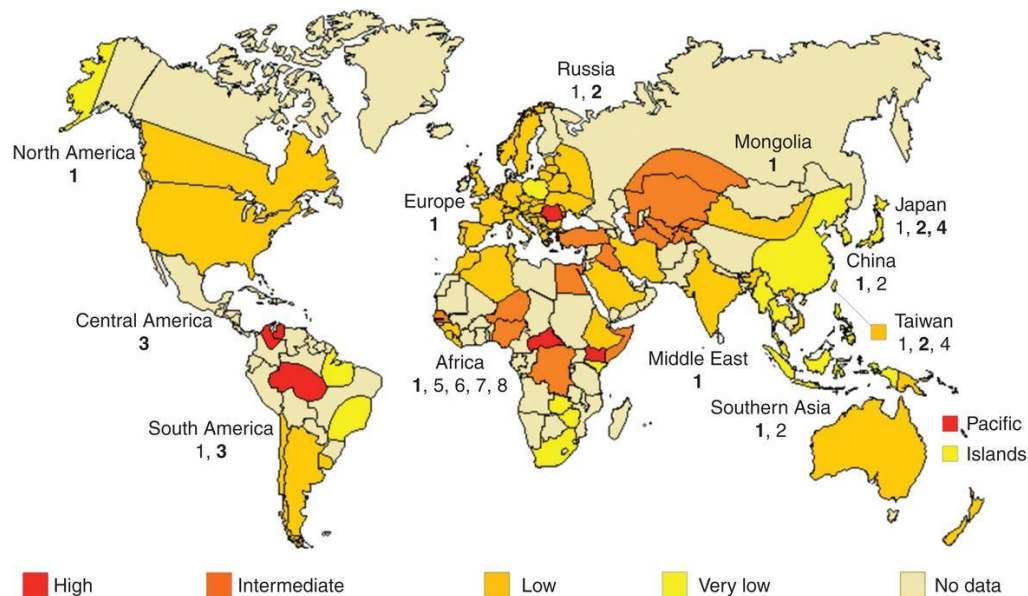 Russia
1, 2
North America
1
Mongolia
1
Europe
1
Japan
1, 2, 4
China
1, 2
Central America
3
Taiwan
1, 2, 4
Africa
1, 5, 6, 7, 8
Middle East
1
South America
1, 3
Southern Asia
1, 2
Pacific
Islands
High
Intermediate
Low
Very low
No data